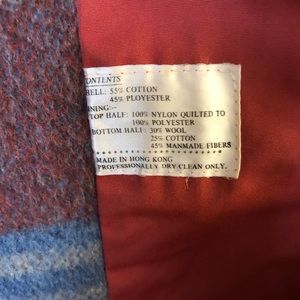 CONTENTS
SHELL: 55% COTTON
45% PLOYESTER
LINING:--
TOP HALF: 100% NYLON QUILTED TO
100% POLYESTER
BOTTOM HALF: 30% WOOL
25% COTTON
45% MANMADE FIBERS
MADE IN HONG KONG
PROFESSIONALLY DRY CLEAN ONLY.